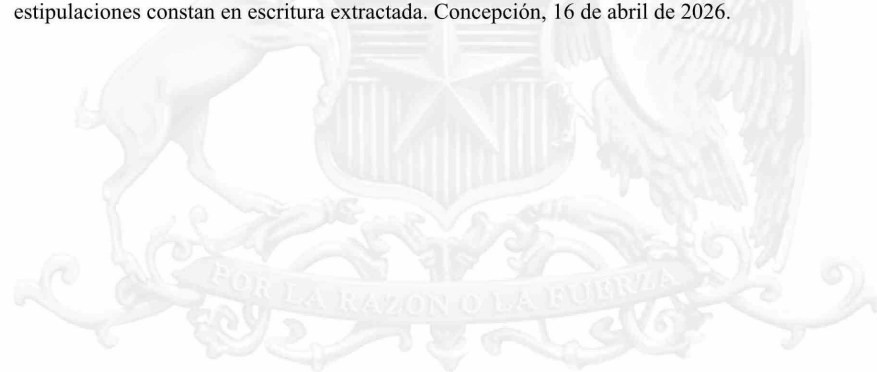 estipulaciones constan en escritura extractada. Concepción, 16 de abril de 2026.
POR LA RAZON O LA FUERZA